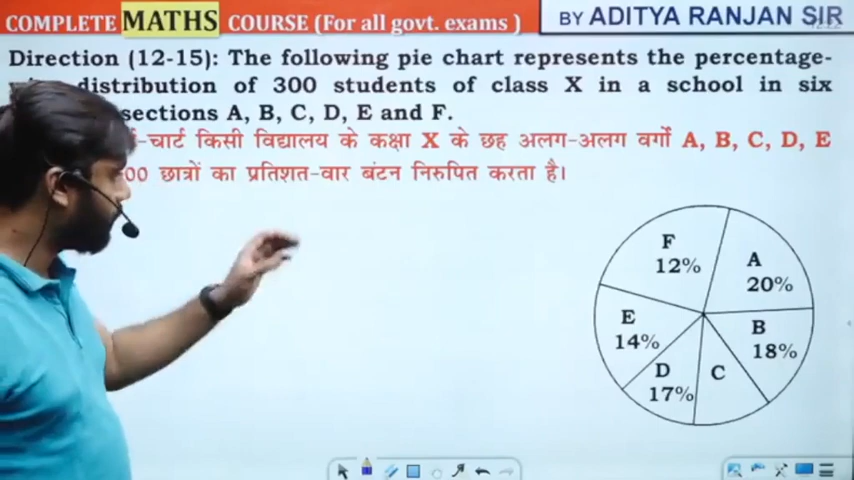 COMPLETE MATHS COURSE (For all govt. exams)
BY ADITYA RANJAN SIR
Direction (12-15): The following pie chart represents the percentage-
distribution of 300 students of class X in a school in six
sections A, B, C, D, E and F.
-चार्ट किसी विद्यालय के कक्षा X के छह अलग-अलग वर्गों A, B, C, D, E
00 छात्रों का प्रतिशत-वार बंटन निरुपित करता है।
F
12%
A
20%
E
14%
B
18%
D
17%
C